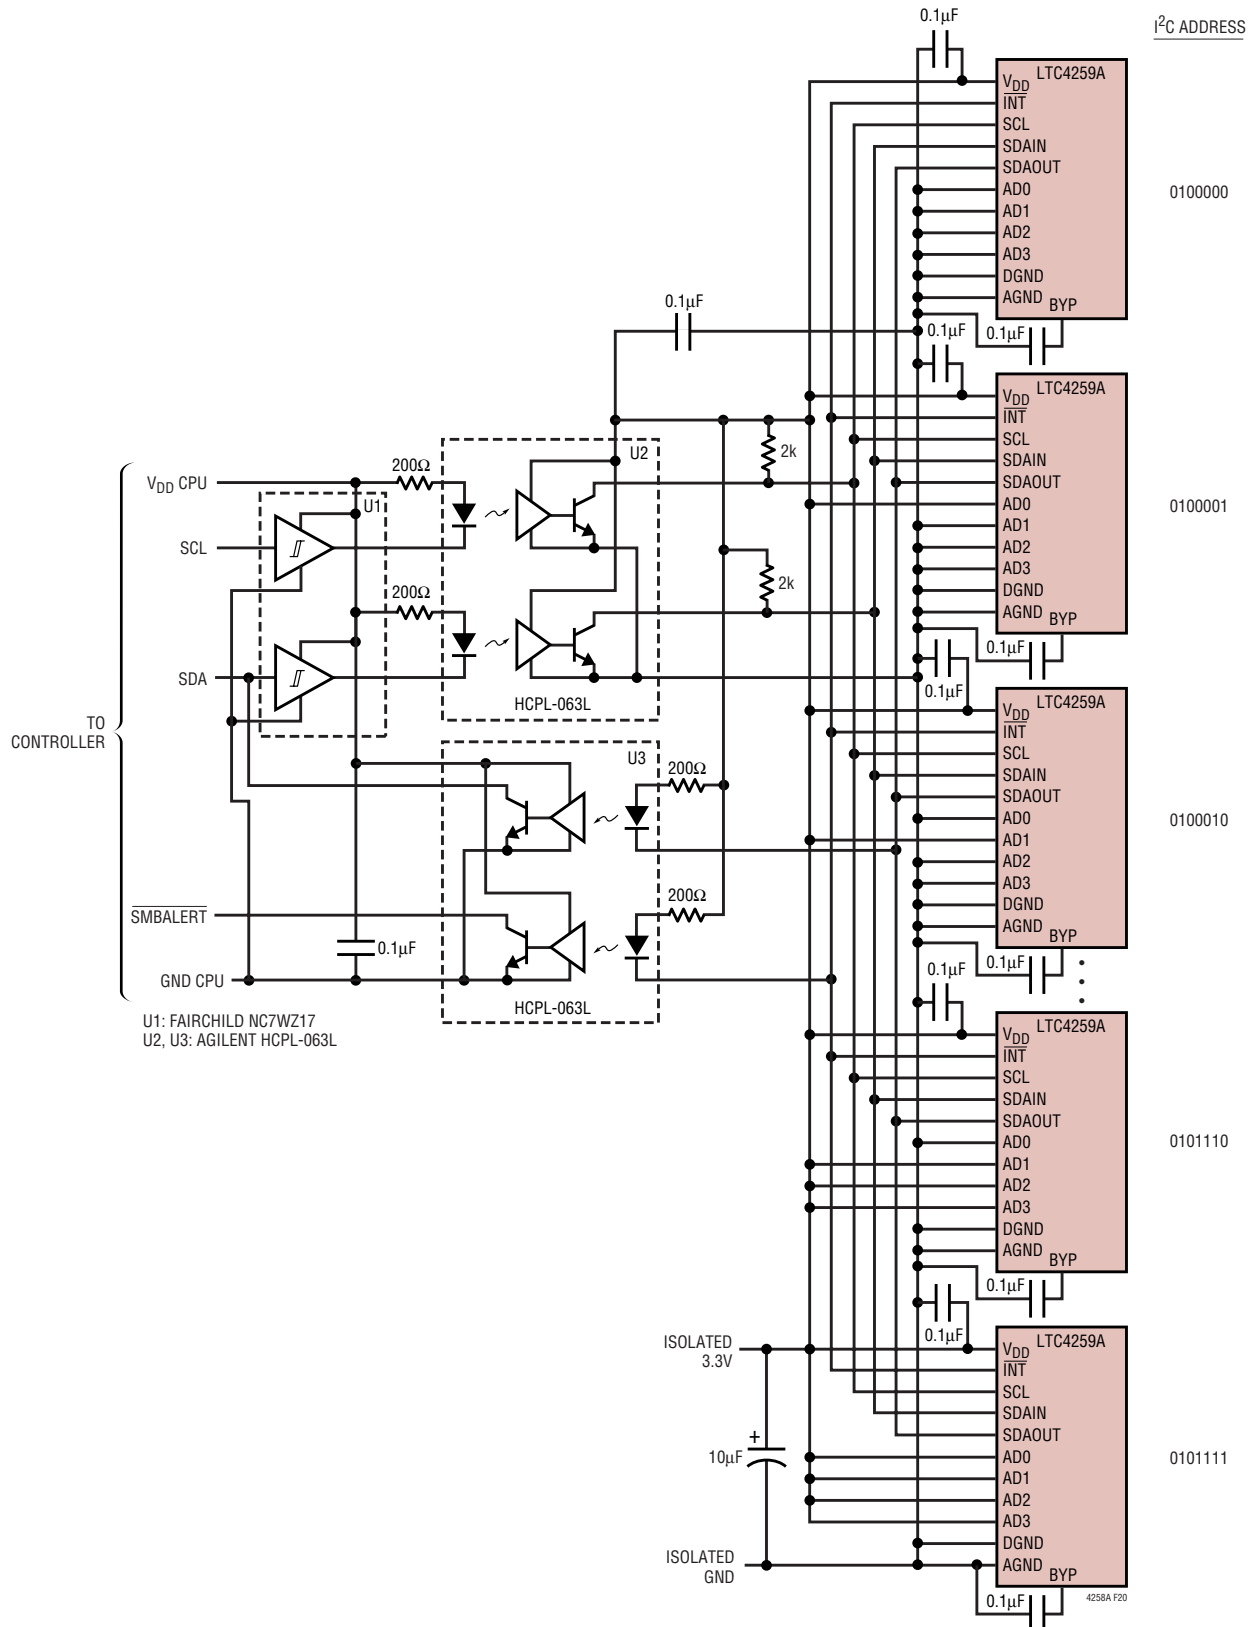 0.1µF
I²C ADDRESS
LTC4259A
VDD
INT
SCL
SDAIN
SDAOUT
AD0
AD1
AD2
AD3
DGND
AGND
BYP
0100000
0.1µF
0.1µF
0.1µF
LTC4259A
VDD
INT
SCL
SDAIN
SDAOUT
AD0
AD1
AD2
AD3
DGND
AGND
BYP
0100001
0.1µF
0.1µF
U2
2k
200Ω
VDD CPU
U1
SCL
2k
200Ω
SDA
HCPL-063L
TO
CONTROLLER
U3
200Ω
200Ω
SMBALERT
0.1µF
GND CPU
HCPL-063L
U1: FAIRCHILD NC7WZ17
U2, U3: AGILENT HCPL-063L
LTC4259A
VDD
INT
SCL
SDAIN
SDAOUT
AD0
AD1
AD2
AD3
DGND
AGND
BYP
0100010
0.1µF
0.1µF
LTC4259A
VDD
INT
SCL
SDAIN
SDAOUT
AD0
AD1
AD2
AD3
DGND
AGND
BYP
0101110
0.1µF
0.1µF
ISOLATED
3.3V
+
10µF
ISOLATED
GND
LTC4259A
VDD
INT
SCL
SDAIN
SDAOUT
AD0
AD1
AD2
AD3
DGND
AGND
BYP
0101111
0.1µF
4258A F20